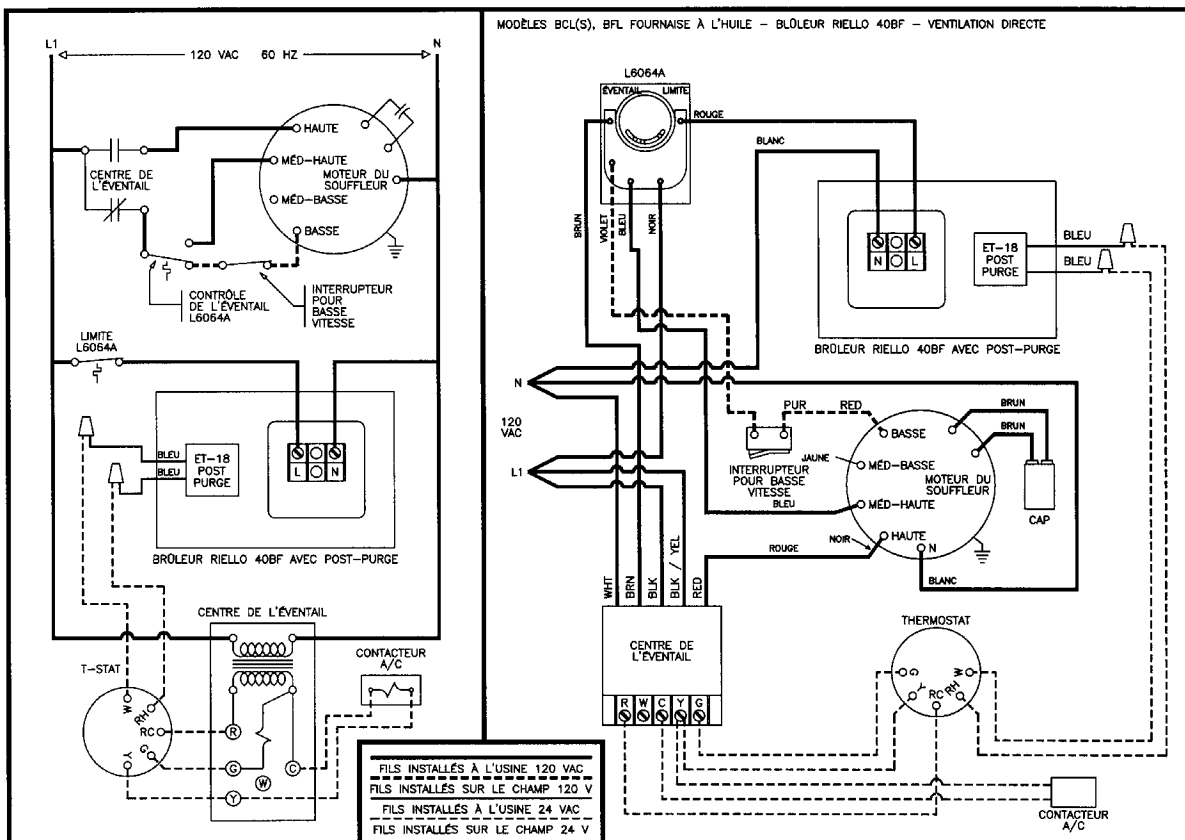 L1
N
120 VAC 60 HZ
HAUTE
MÉD-HAUTE
MOTEUR DU
SOUFFLEUR
MÉD-BASSE
BASSE
CENTRE DE
L'ÉVENTAIL
CONTRÔLE
DE L'ÉVENTAIL
L6064A
INTERRUPTEUR
POUR
BASSE
VITESSE
LIMITE
L6064A
BLEU
BLEU
ET-18
POST
PURGE
L N
BRÛLEUR RIELLO 40BF AVEC POST-PURGE
CENTRE DE L'ÉVENTAIL
T-STAT
W
RH
RC
G
Y
R
G
W
C
Y
CONTACTEUR
A/C
FILS INSTALLÉS À L'USINE 120 VAC
FILS INSTALLÉS SUR LE CHAMP 120 V
FILS INSTALLÉS À L'USINE 24 VAC
FILS INSTALLÉS SUR LE CHAMP 24 V
MODÈLES BCL(S), BFL FOURNAISE À L'HUILE – BLÛLEUR RIELLO 40BF – VENTILATION DIRECTE
L6064A
ÉVENTAIL LIMITE
ROUGE
BLANC
BRUN
VIOLET
BLEU
NOIR
N L
ET-18
POST
PURGE
BLEU
BLEU
BRÛLEUR RIELLO 40BF AVEC POST-PURGE
N
120
VAC
L1
PUR RED
INTERRUPTEUR
POUR BASSE
VITESSE
BLEU
JAUNE
BASSE
MÉD-BASSE
MOTEUR DU
SOUFFLEUR
MÉD-HAUTE
HAUTE
N
NOIR
ROUGE
BRUN
BRUN
CAP
BLANC
WHT
BRN
BLK
BLK / YEL
RED
CENTRE DE
L'ÉVENTAIL
R W C Y G
THERMOSTAT
G
Y
RC
RH
W
CONTACTEUR
A/C